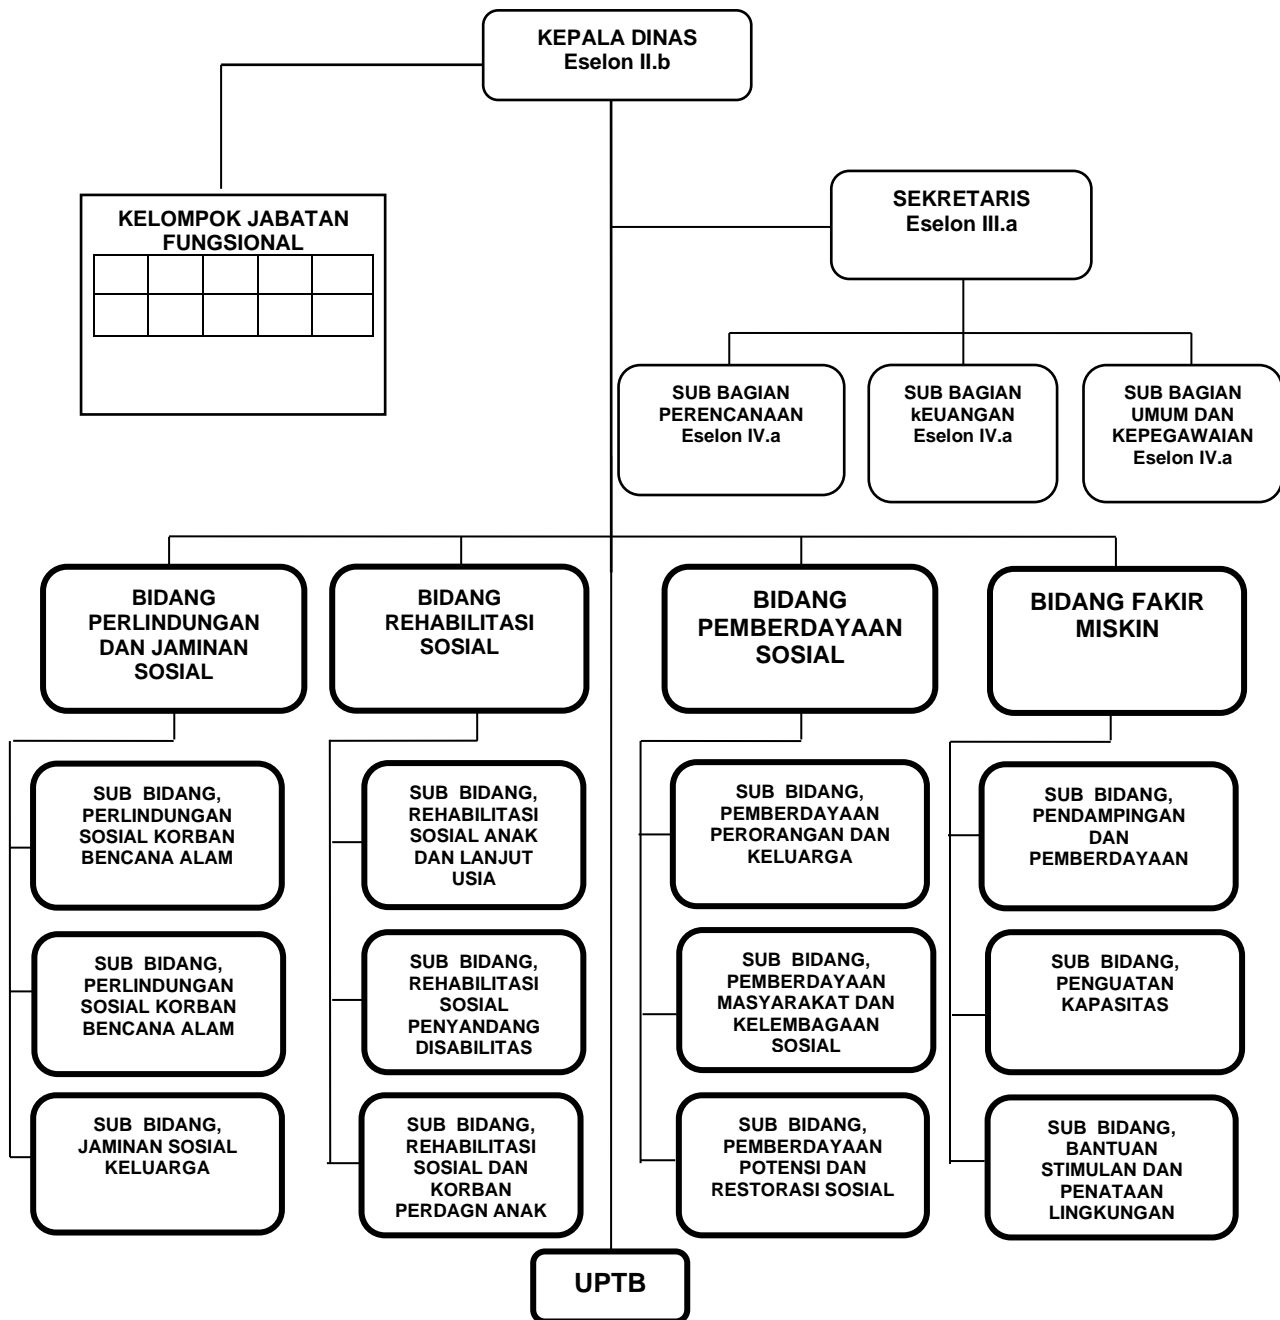 KEPALA DINAS
Eselon II.b
SEKRETARIS
Eselon III.a
KELOMPOK JABATAN
FUNGSIONAL
SUB BAGIAN
PERENCANAAN
Eselon IV.a
SUB BAGIAN
kEUANGAN
Eselon IV.a
SUB BAGIAN
UMUM DAN
KEPEGAWAIAN
Eselon IV.a
BIDANG
PERLINDUNGAN
DAN JAMINAN
SOSIAL
BIDANG
REHABILITASI
SOSIAL
BIDANG
PEMBERDAYAAN
SOSIAL
BIDANG FAKIR
MISKIN
SUB BIDANG,
PERLINDUNGAN
SOSIAL KORBAN
BENCANA ALAM
SUB BIDANG,
REHABILITASI
SOSIAL ANAK
DAN LANJUT
USIA
SUB BIDANG,
PEMBERDAYAAN
PERORANGAN DAN
KELUARGA
SUB BIDANG,
PENDAMPINGAN
DAN
PEMBERDAYAAN
SUB BIDANG,
PERLINDUNGAN
SOSIAL KORBAN
BENCANA ALAM
SUB BIDANG,
REHABILITASI
SOSIAL
PENYANDANG
DISABILITAS
SUB BIDANG,
PEMBERDAYAAN
MASYARAKAT DAN
KELEMBAGAAN
SOSIAL
SUB BIDANG,
PENGUATAN
KAPASITAS
SUB BIDANG,
JAMINAN SOSIAL
KELUARGA
SUB BIDANG,
REHABILITASI
SOSIAL DAN
KORBAN
PERDAGN ANAK
SUB BIDANG,
PEMBERDAYAAN
POTENSI DAN
RESTORASI SOSIAL
SUB BIDANG,
BANTUAN
STIMULAN DAN
PENATAAN
LINGKUNGAN
UPTB